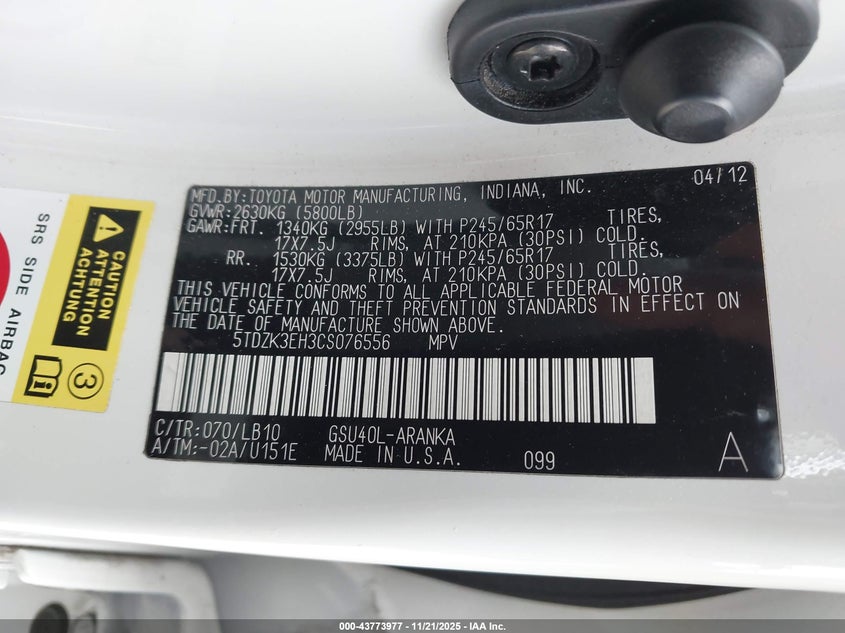 MFD.BY:TOYOTA MOTOR MANUFACTURING, INDIANA, INC. 04/12
GVWR:2630KG (5800LB)
GAWR:FRT. 1340KG (2955LB) WITH P245/65R17 TIRES,
17X7.5J RIMS, AT 210KPA (30PSI) COLD.
RR. 1530KG (3375LB) WITH P245/65R17 TIRES,
17X7.5J RIMS, AT 210KPA (30PSI) COLD.
THIS VEHICLE CONFORMS TO ALL APPLICABLE FEDERAL MOTOR
VEHICLE SAFETY AND THEFT PREVENTION STANDARDS IN EFFECT ON
THE DATE OF MANUFACTURE SHOWN ABOVE.
5TDZK3EH3CS076556 MPV
C/TR:070/LB10 GSU40L-ARANKA
A/TM:-02A/U151E MADE IN U.S.A. 099 A
SRS SIDE AIRBAG
CAUTION
ATTENTION
ACHTUNG
3
000-43773977 - 11/21/2025 - IAA Inc.